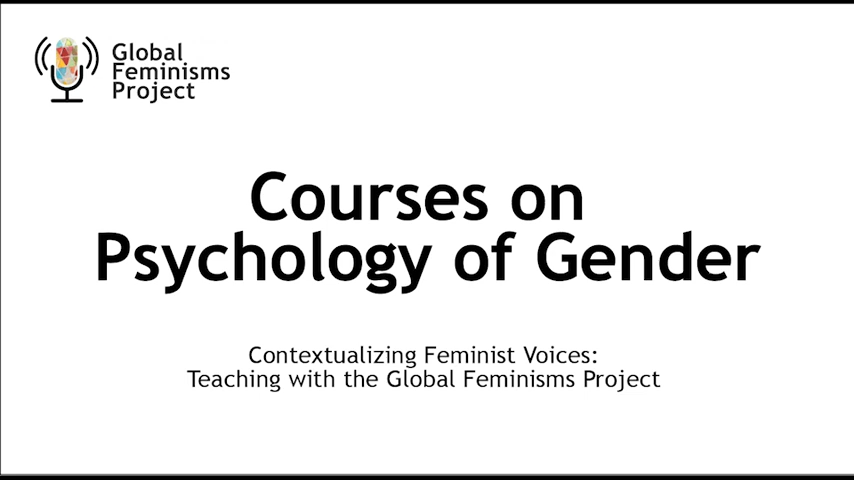 Global
Feminisms
Project
Courses on
Psychology of Gender
Contextualizing Feminist Voices:
Teaching with the Global Feminisms Project